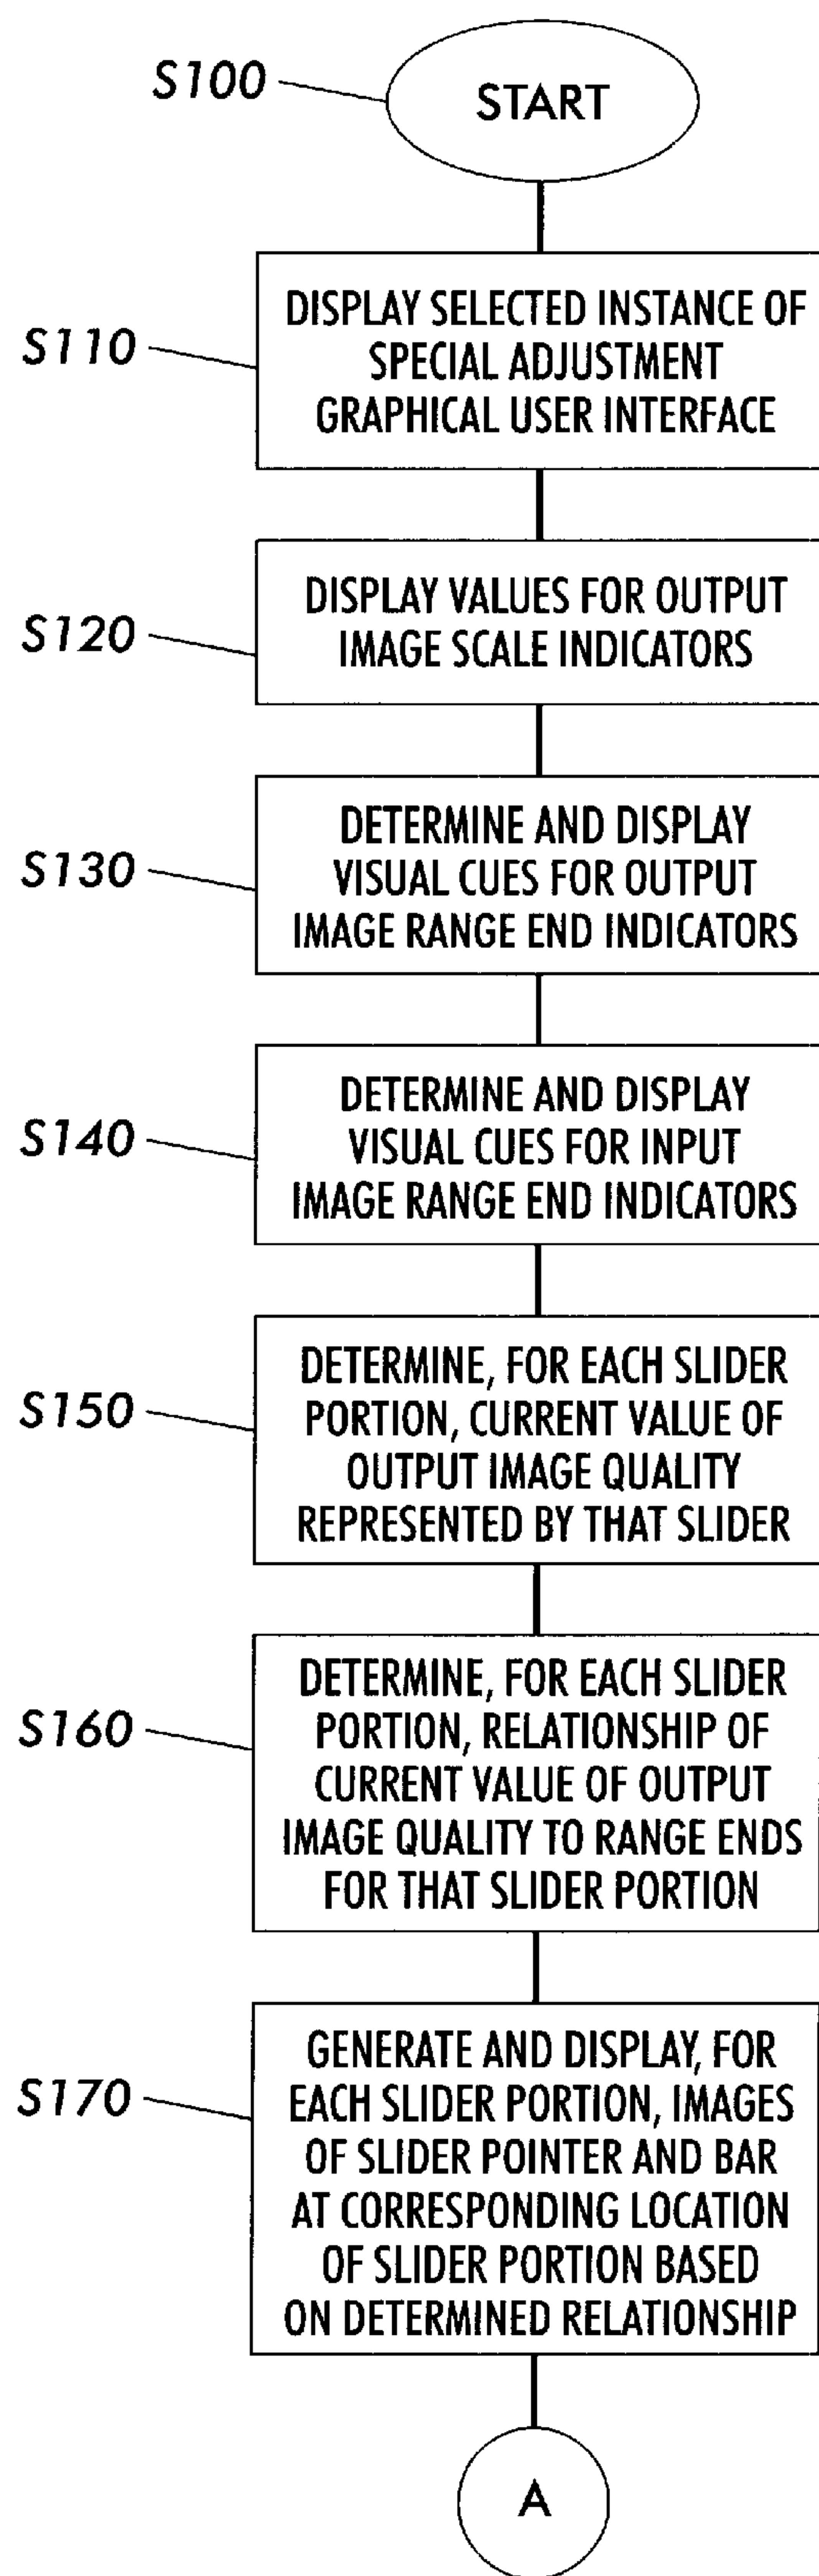 S100
START
S110
DISPLAY SELECTED INSTANCE OF
SPECIAL ADJUSTMENT
GRAPHICAL USER INTERFACE
S120
DISPLAY VALUES FOR OUTPUT
IMAGE SCALE INDICATORS
S130
DETERMINE AND DISPLAY
VISUAL CUES FOR OUTPUT
IMAGE RANGE END INDICATORS
S140
DETERMINE AND DISPLAY
VISUAL CUES FOR INPUT
IMAGE RANGE END INDICATORS
S150
DETERMINE, FOR EACH SLIDER
PORTION, CURRENT VALUE OF
OUTPUT IMAGE QUALITY
REPRESENTED BY THAT SLIDER
S160
DETERMINE, FOR EACH SLIDER
PORTION, RELATIONSHIP OF
CURRENT VALUE OF OUTPUT
IMAGE QUALITY TO RANGE ENDS
FOR THAT SLIDER PORTION
S170
GENERATE AND DISPLAY, FOR
EACH SLIDER PORTION, IMAGES
OF SLIDER POINTER AND BAR
AT CORRESPONDING LOCATION
OF SLIDER PORTION BASED
ON DETERMINED RELATIONSHIP
A